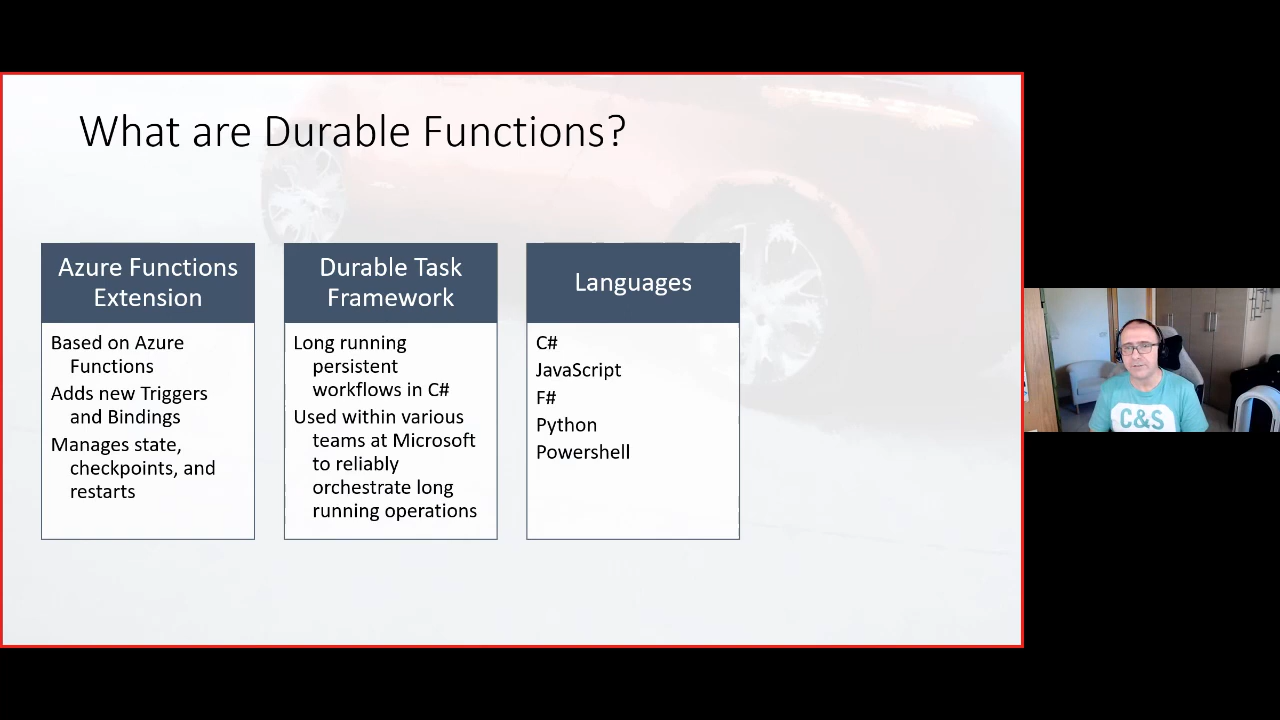 What are Durable Functions?
Azure Functions
Extension
Based on Azure
Functions
Adds new Triggers
and Bindings
Manages state,
checkpoints, and
restarts
Durable Task
Framework
Long running
persistent
workflows in C#
Used within various
teams at Microsoft
to reliably
orchestrate long
running operations
Languages
C#
JavaScript
F#
Python
Powershell
C&S